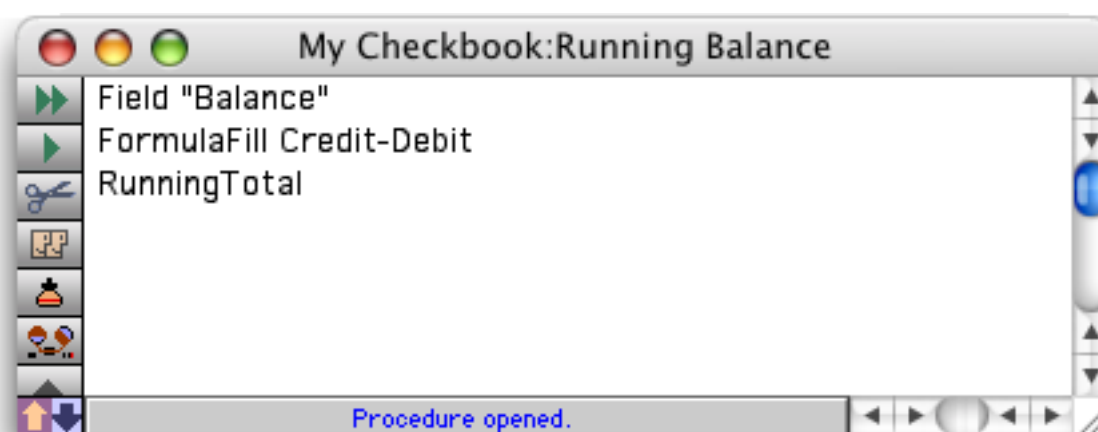 My Checkbook:Running Balance
Field "Balance"
FormulaFill Credit-Debit
RunningTotal
Procedure opened.